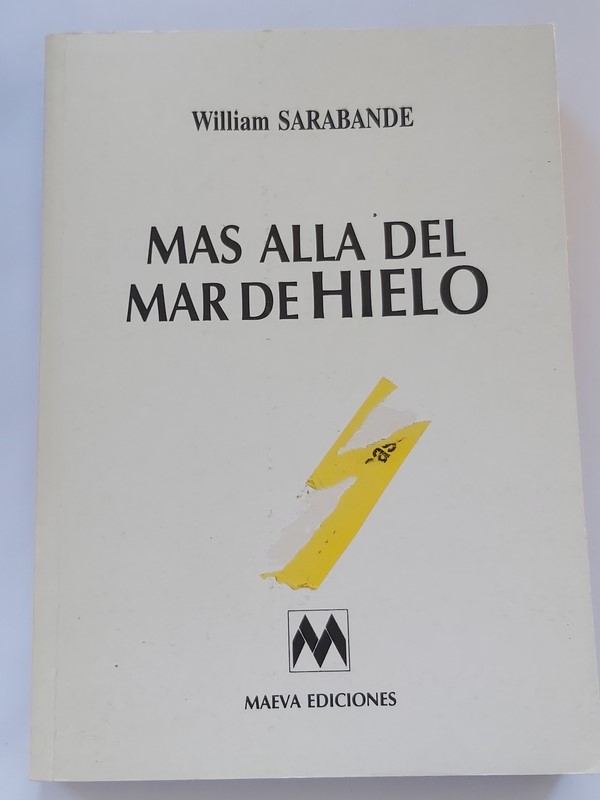 William SARABANDE
MAS ALLA DEL
MAR DE HIELO
MAEVA EDICIONES